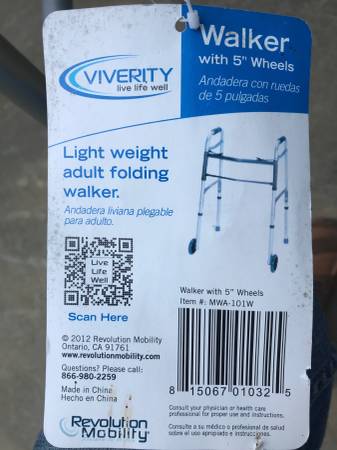 VIVERITY
live life well
Walker
with 5" Wheels
Andadera con ruedas
de 5 pulgadas
Light weight
adult folding
walker.
Andadera liviana plegable
para adulto.
Live
Life
Well
Scan Here
Walker with 5" Wheels
Item #: MWA-101W
© 2012 Revolution Mobility
Ontario, CA 91761
www.revolutionmobility.com
Questions? Please call:
866-980-2259
Made in China
Hecho en China
Revolution
Mobility
8 15067 01032 5
Consult your physician or health care
professional for proper use and instructions.
Consulte a su médico o profesional de salud
sobre el uso apropiado e instrucciones.